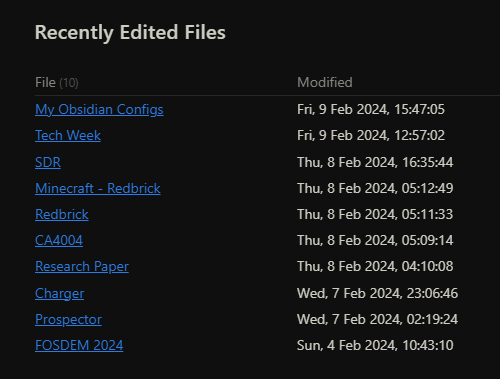 Recently Edited Files
File (10) Modified
My Obsidian Configs Fri, 9 Feb 2024, 15:47:05
Tech Week Fri, 9 Feb 2024, 12:57:02
SDR Thu, 8 Feb 2024, 16:35:44
Minecraft - Redbrick Thu, 8 Feb 2024, 05:12:49
Redbrick Thu, 8 Feb 2024, 05:11:33
CA4004 Thu, 8 Feb 2024, 05:09:14
Research Paper Thu, 8 Feb 2024, 04:10:08
Charger Wed, 7 Feb 2024, 23:06:46
Prospector Wed, 7 Feb 2024, 02:19:24
FOSDEM 2024 Sun, 4 Feb 2024, 10:43:10